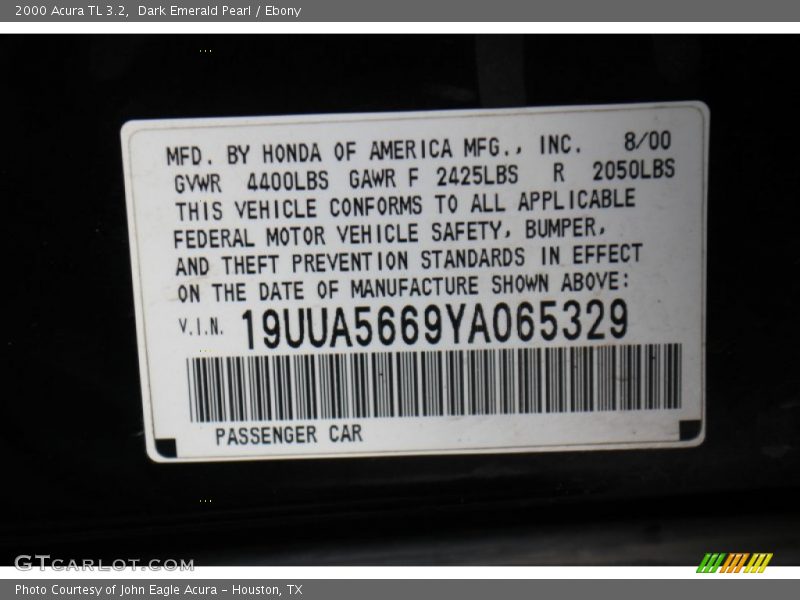 2000 Acura TL 3.2,  Dark Emerald Pearl / Ebony
MFD. BY HONDA OF AMERICA MFG., INC. 8/00
GVWR 4400LBS GAWR F 2425LBS R 2050LBS
THIS VEHICLE CONFORMS TO ALL APPLICABLE
FEDERAL MOTOR VEHICLE SAFETY, BUMPER,
AND THEFT PREVENTION STANDARDS IN EFFECT
ON THE DATE OF MANUFACTURE SHOWN ABOVE:
V.I.N. 19UUA5669YA065329
PASSENGER CAR
GTCARLOT.COM
Photo Courtesy of John Eagle Acura - Houston, TX